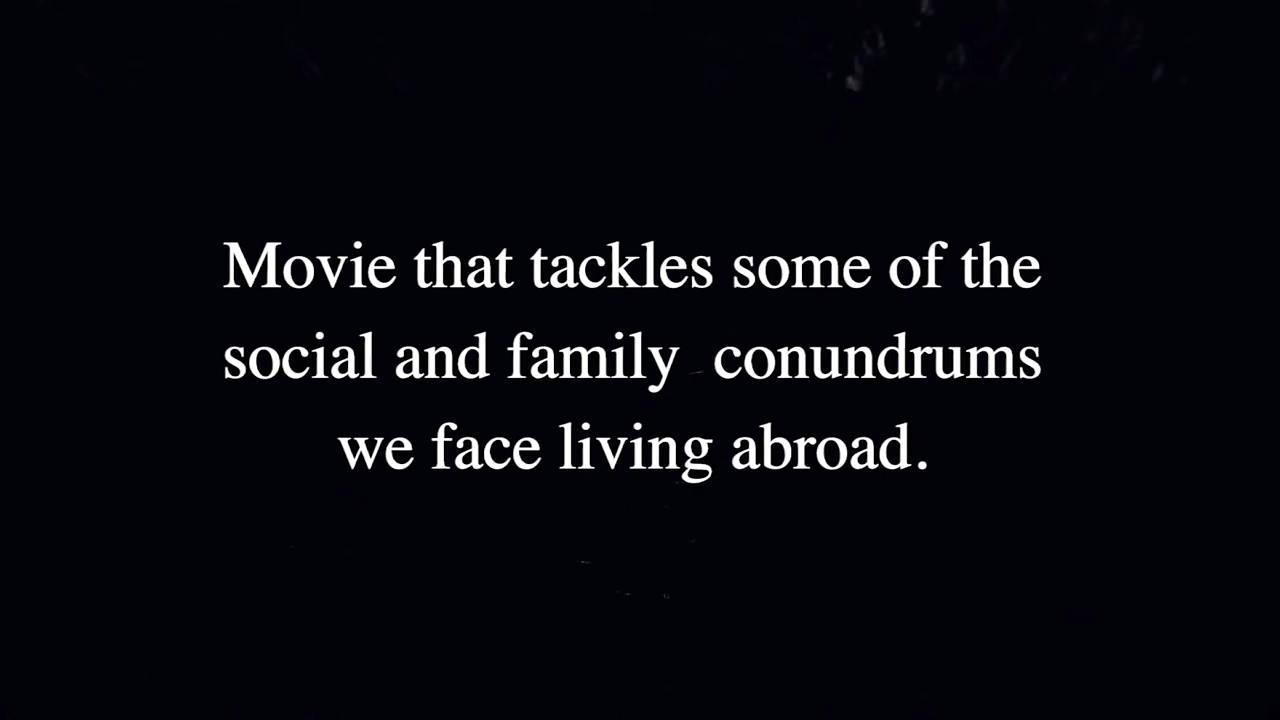 Movie that tackles some of the
social and family  conundrums
we face living abroad.